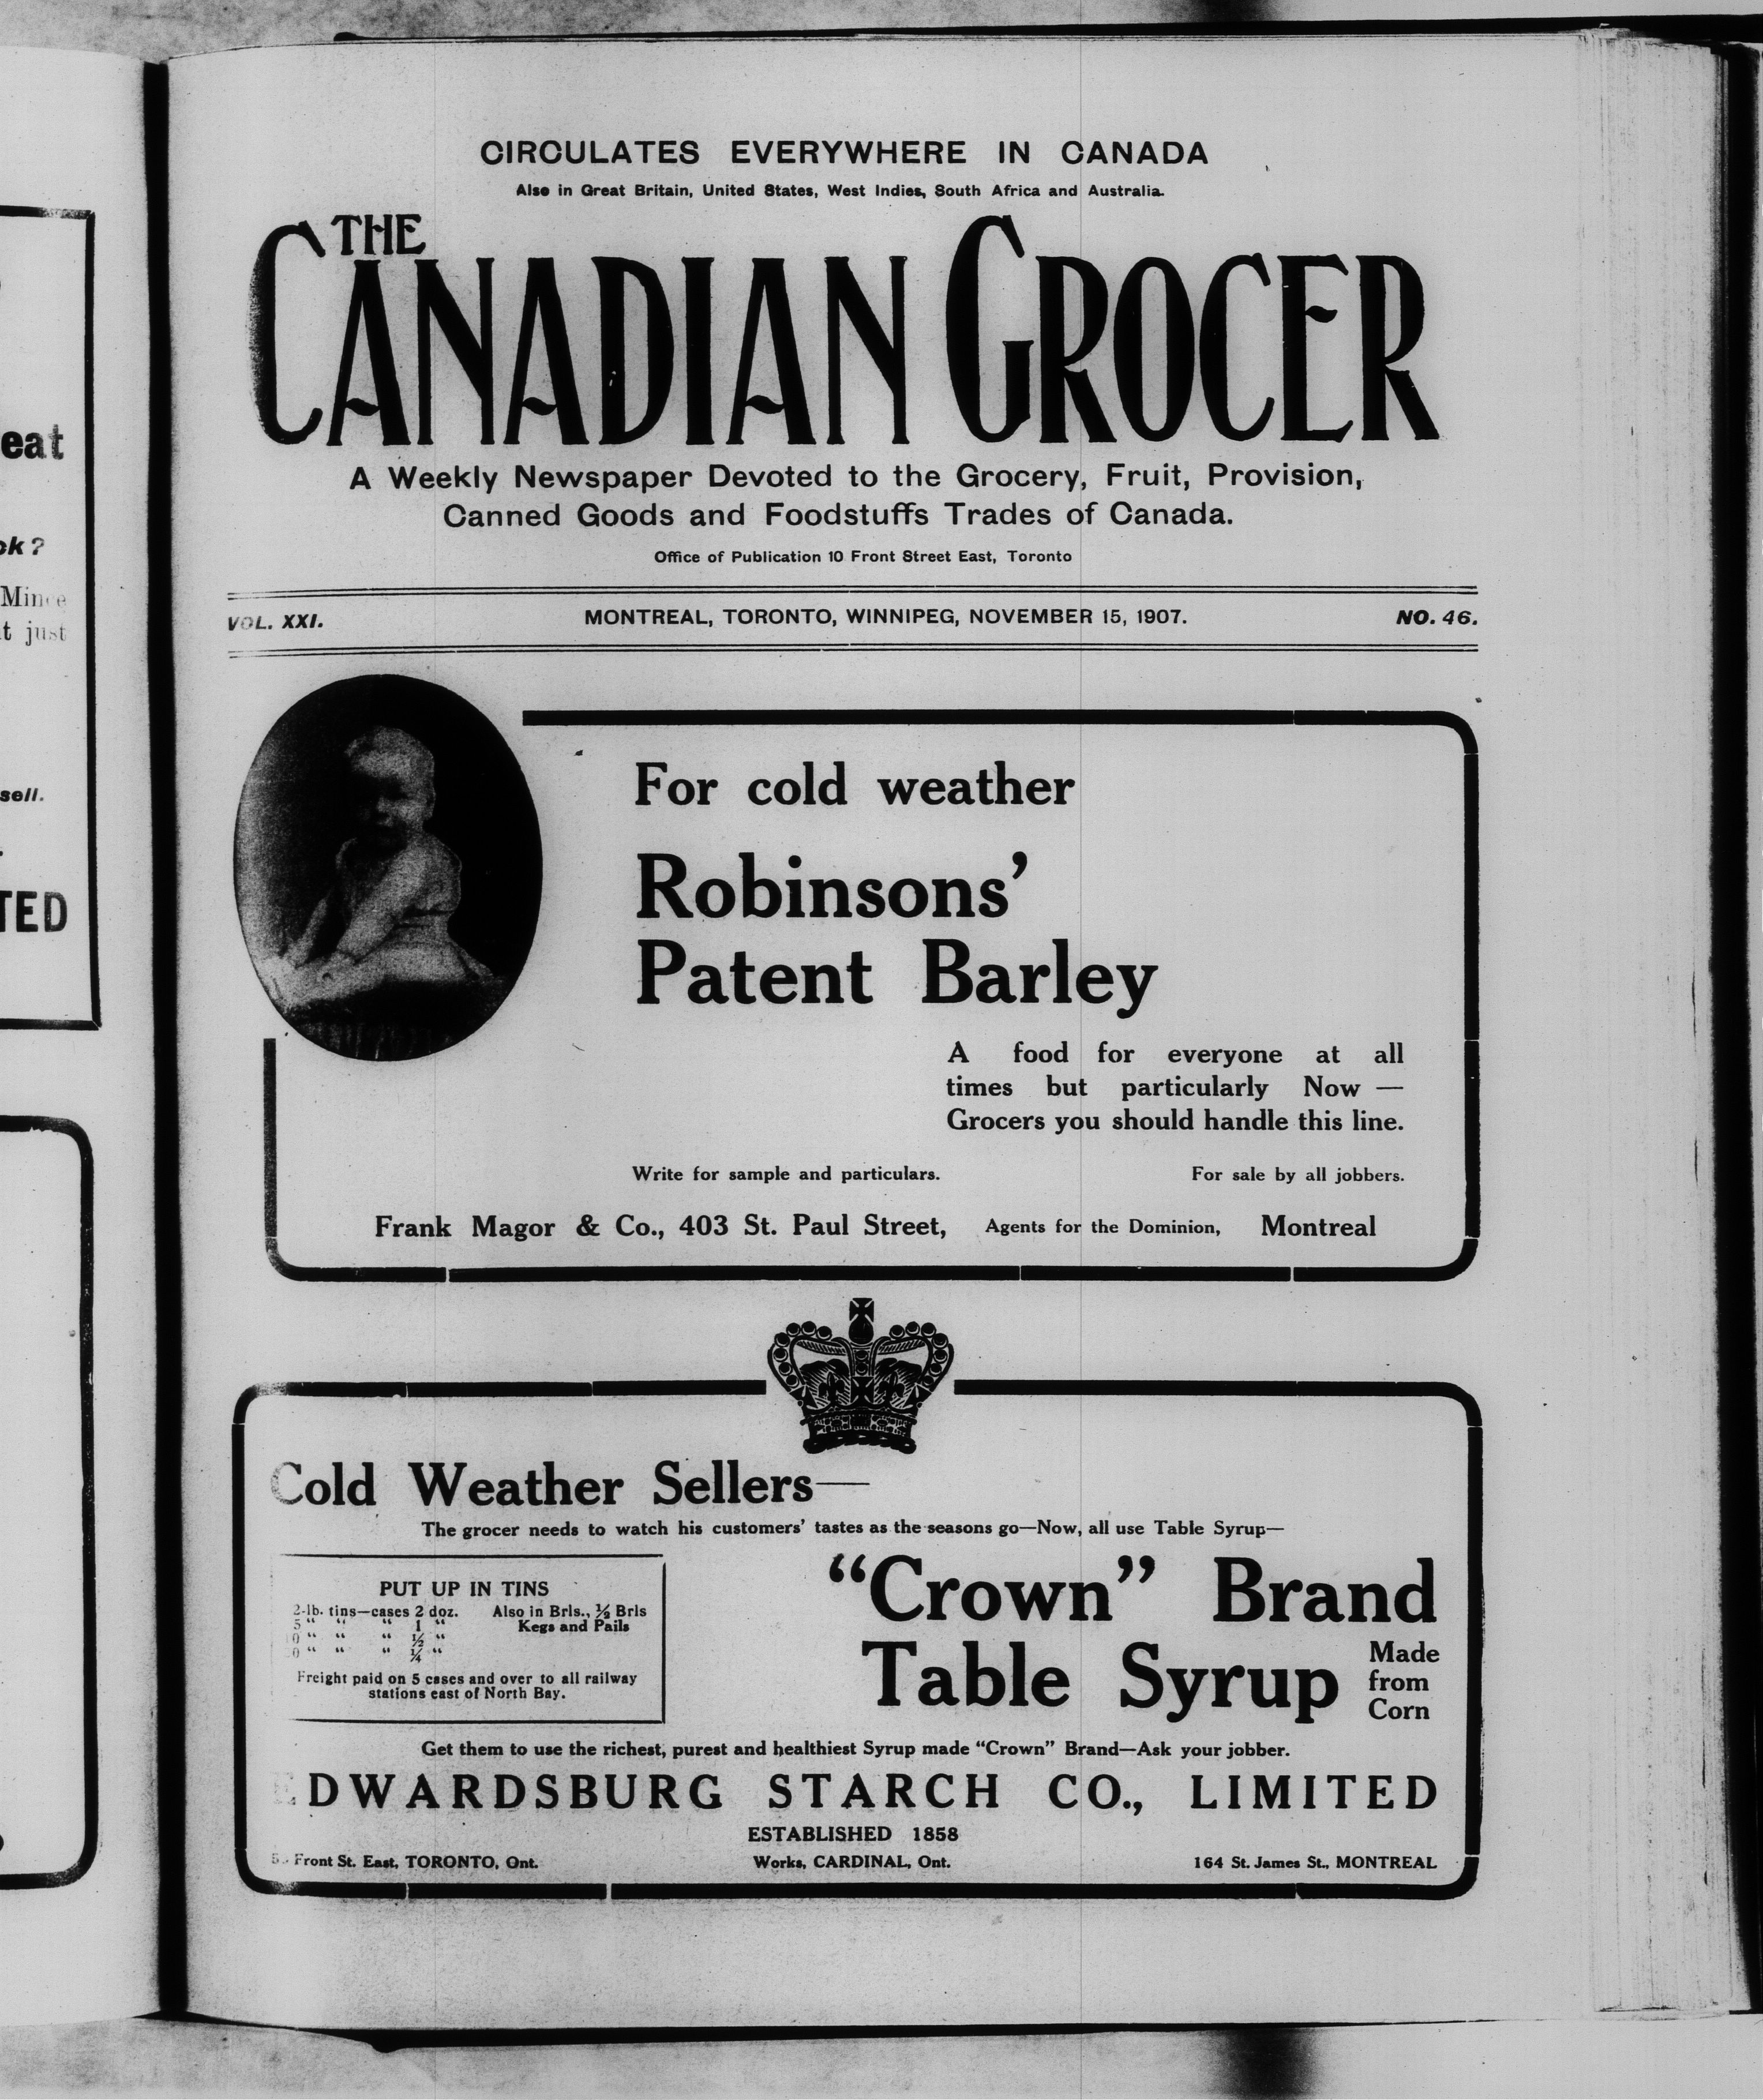 CIRCULATES EVERYWHERE IN CANADA
Also in Great Britain, United States, West Indies, South Africa and Australia.
THE
CANADIAN GROCER
A Weekly Newspaper Devoted to the Grocery, Fruit, Provision,
Canned Goods and Foodstuffs Trades of Canada.
Office of Publication 10 Front Street East, Toronto
VOL. XXI. MONTREAL, TORONTO, WINNIPEG, NOVEMBER 15, 1907. NO. 46.
For cold weather
Robinsons’
Patent Barley
A food for everyone at all
times but particularly Now —
Grocers you should handle this line.
Write for sample and particulars. For sale by all jobbers.
Frank Magor & Co., 403 St. Paul Street, Agents for the Dominion, Montreal
Cold Weather Sellers—
The grocer needs to watch his customers’ tastes as the seasons go—Now, all use Table Syrup—
PUT UP IN TINS
2-lb. tins—cases 2 doz. Also in Brls., ½ Brls
5 “ “ “ 1 “ Kegs and Pails
“ “ “ ½ “
“ “ “ ¼ “
Freight paid on 5 cases and over to all railway
stations east of North Bay.
“Crown” Brand
Table Syrup
Made
from
Corn
Get them to use the richest, purest and healthiest Syrup made “Crown” Brand—Ask your jobber.
EDWARDSBURG STARCH CO., LIMITED
ESTABLISHED 1858
Front St. East, TORONTO, Ont. Works, CARDINAL, Ont. 164 St. James St., MONTREAL
eat
ok?
Mince
t just
sell.
TED